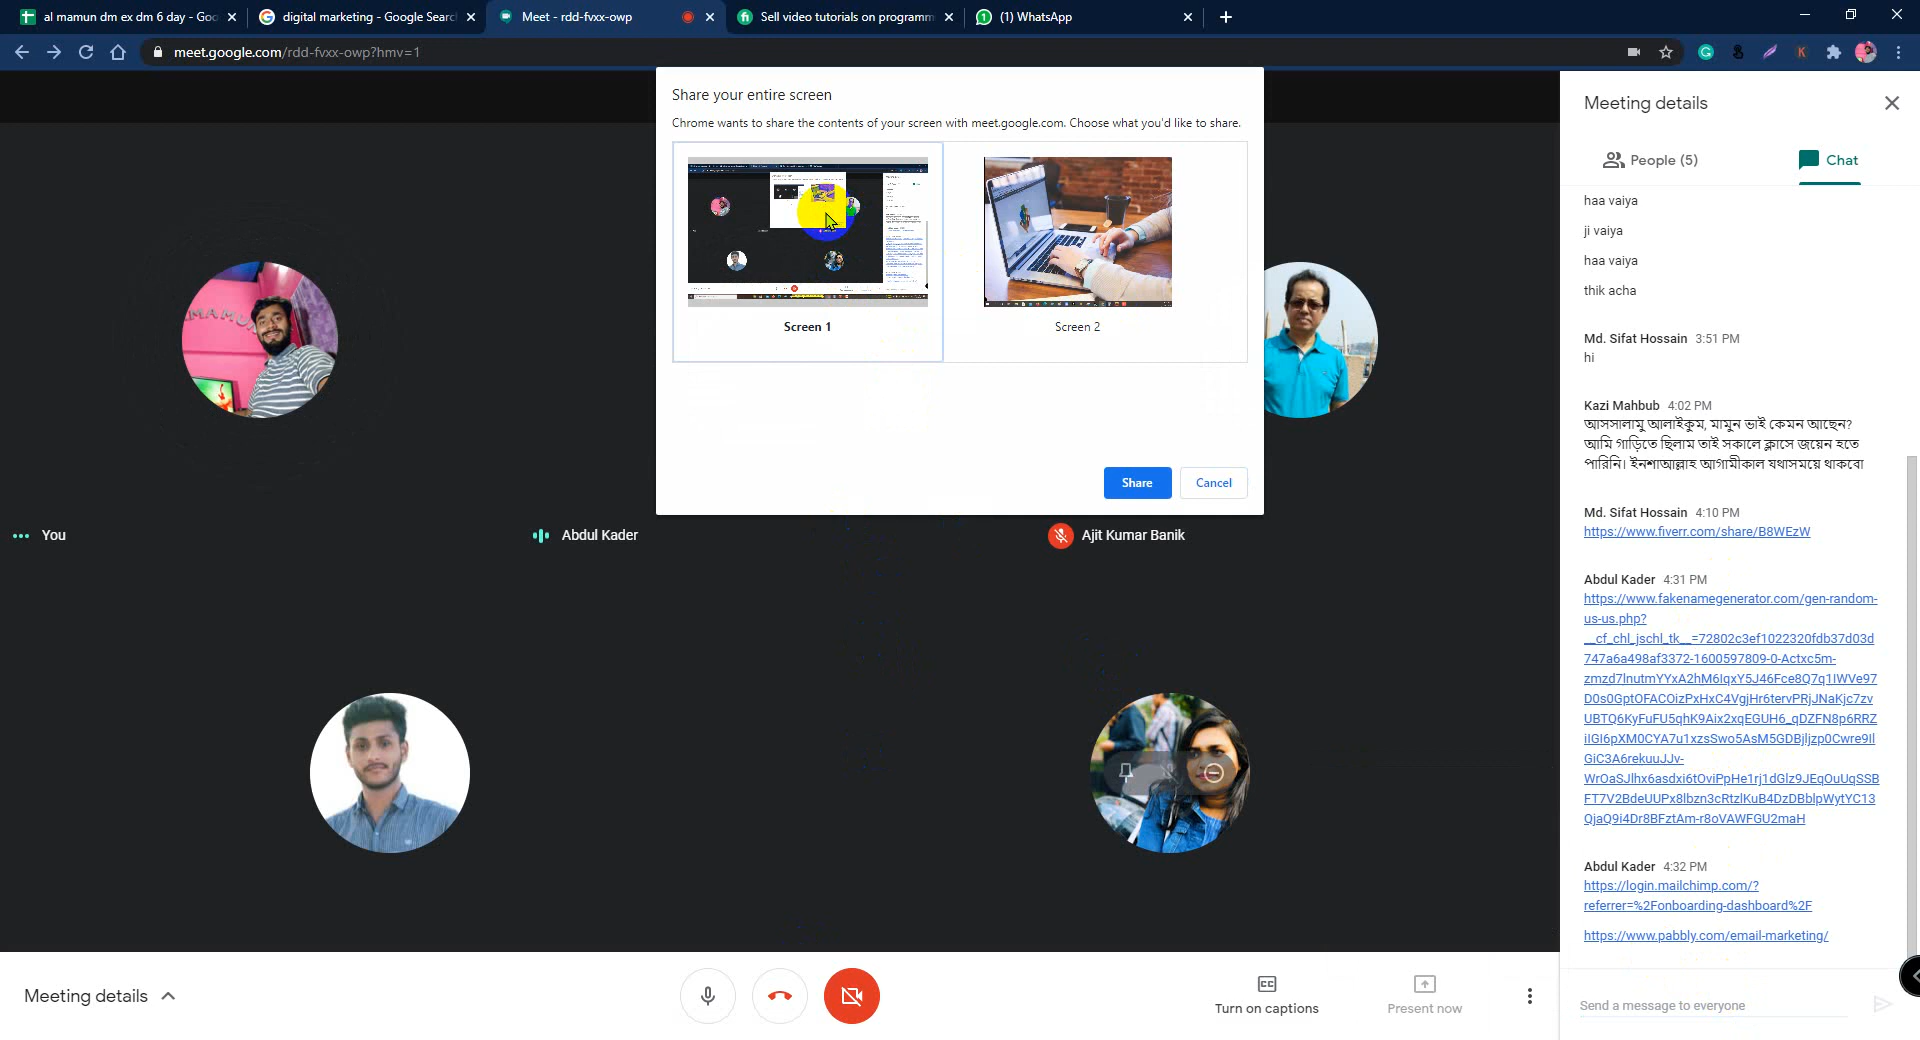 al mamun dm ex dm 6 day - Goo
digital marketing - Google Searc
Meet - rdd-fvxx-owp
Sell video tutorials on programm
(1) WhatsApp
meet.google.com/rdd-fvxx-owp?hmv=1
Share your entire screen
Chrome wants to share the contents of your screen with meet.google.com. Choose what you'd like to share.
Screen 1
Screen 2
Share
Cancel
You
Abdul Kader
Ajit Kumar Banik
Meeting details
People (5)
Chat
haa vaiya
ji vaiya
haa vaiya
thik acha
Md. Sifat Hossain 3:51 PM
hi
Kazi Mahbub 4:02 PM
আসসালামু আলাইকুম, মামুন ভাই কেমন আছেন?
আমি গাড়িতে ছিলাম তাই সকালে ক্লাসে জয়েন হতে
পারিনি। ইনশাআল্লাহ আগামীকাল যথাসময়ে থাকবো
Md. Sifat Hossain 4:10 PM
https://www.fiverr.com/share/B8WEzW
Abdul Kader 4:31 PM
https://www.fakenamegenerator.com/gen-random-
us-us.php?
__cf_chl_jschl_tk__=72802c3ef1022320fdb37d03d
747a6a498af3372-1600597809-0-Actxc5m-
zmzd7lnutmYYxA2hM6IqxY5J46Fce8Q7q1IWVe97
D0s0GptOFACOizPxHxC4VgjHr6tervPRjJNaKjc7zv
UBTQ6KyFuFU5qhK9Aix2xqEGUH6_qDZFN8p6RRZ
iIGI6pXM0CYA7u1xzsSwo5AsM5GDBjljzp0Cwre9Il
GiC3A6rekuuJJv-
WrOaSJlhx6asdxi6tOviPpHe1rj1dGlz9JEqOuUqSSB
FT7V2BdeUUPx8lbzn3cRtzlKuB4DzDBblpWytYC13
QjaQ9i4Dr8BFztAm-r8oVAWFGU2maH
Abdul Kader 4:32 PM
https://login.mailchimp.com/?
referrer=%2Fonboarding-dashboard%2F
https://www.pabbly.com/email-marketing/
Meeting details
CC
Turn on captions
Present now
Send a message to everyone